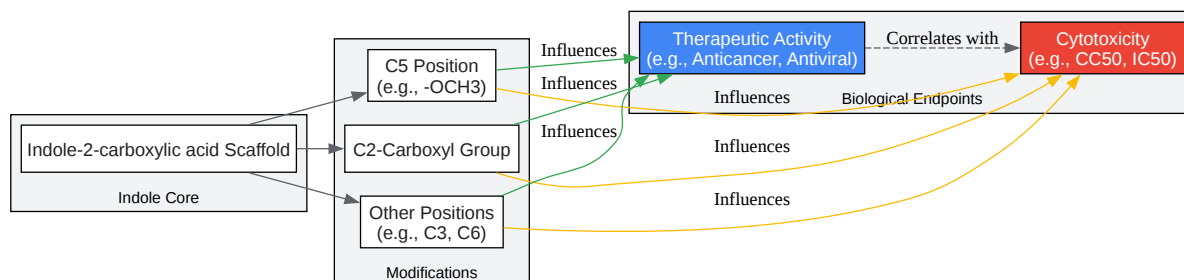 Indole-2-carboxylic acid Scaffold
Indole Core
C5 Position
(e.g., -OCH3)
C2-Carboxyl Group
Other Positions
(e.g., C3, C6)
Modifications
Influences
Influences
Influences
Therapeutic Activity
(e.g., Anticancer, Antiviral)
Correlates with
Cytotoxicity
(e.g., CC50, IC50)
Biological Endpoints
Influences
Influences
Influences